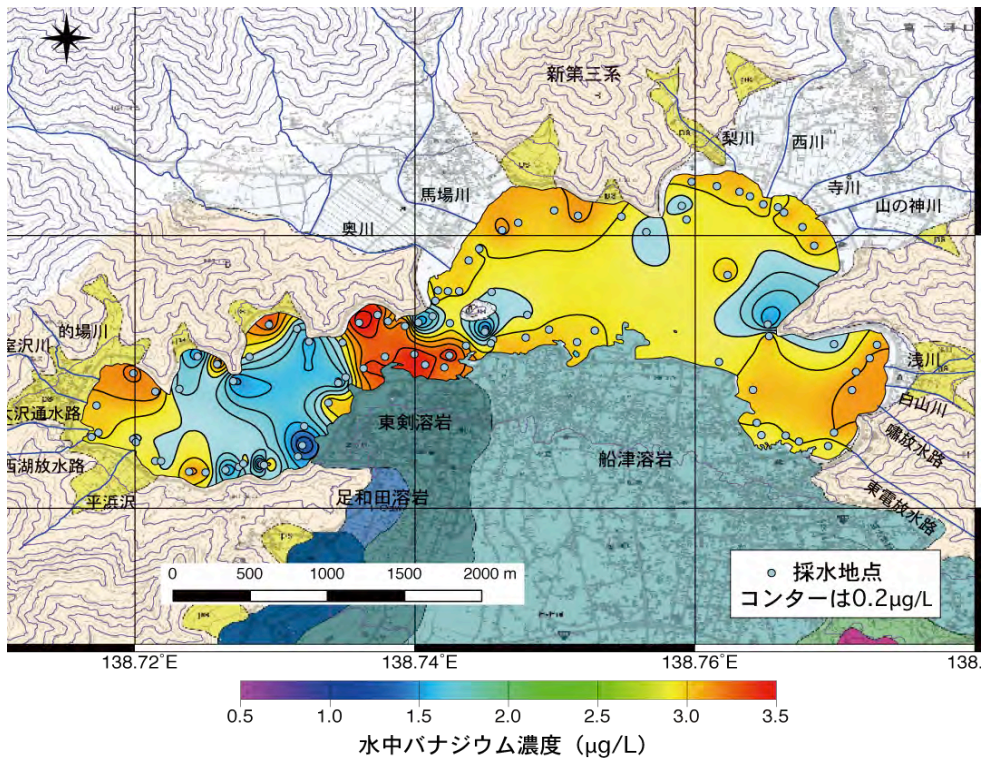 新第三系
梨川
西川
馬場川
寺川
山の神川
奥川
的場川
室沢川
浅川
大沢通水路
白山川
東剣溶岩
嘯放水路
西湖放水路
船津溶岩
平浜沢
足和田溶岩
東電放水路
0 500 1000 1500 2000 m
採水地点
コンターは0.2μg/L
138.72°E 138.74°E 138.76°E 138.
0.5 1.0 1.5 2.0 2.5 3.0 3.5
水中バナジウム濃度（μg/L）